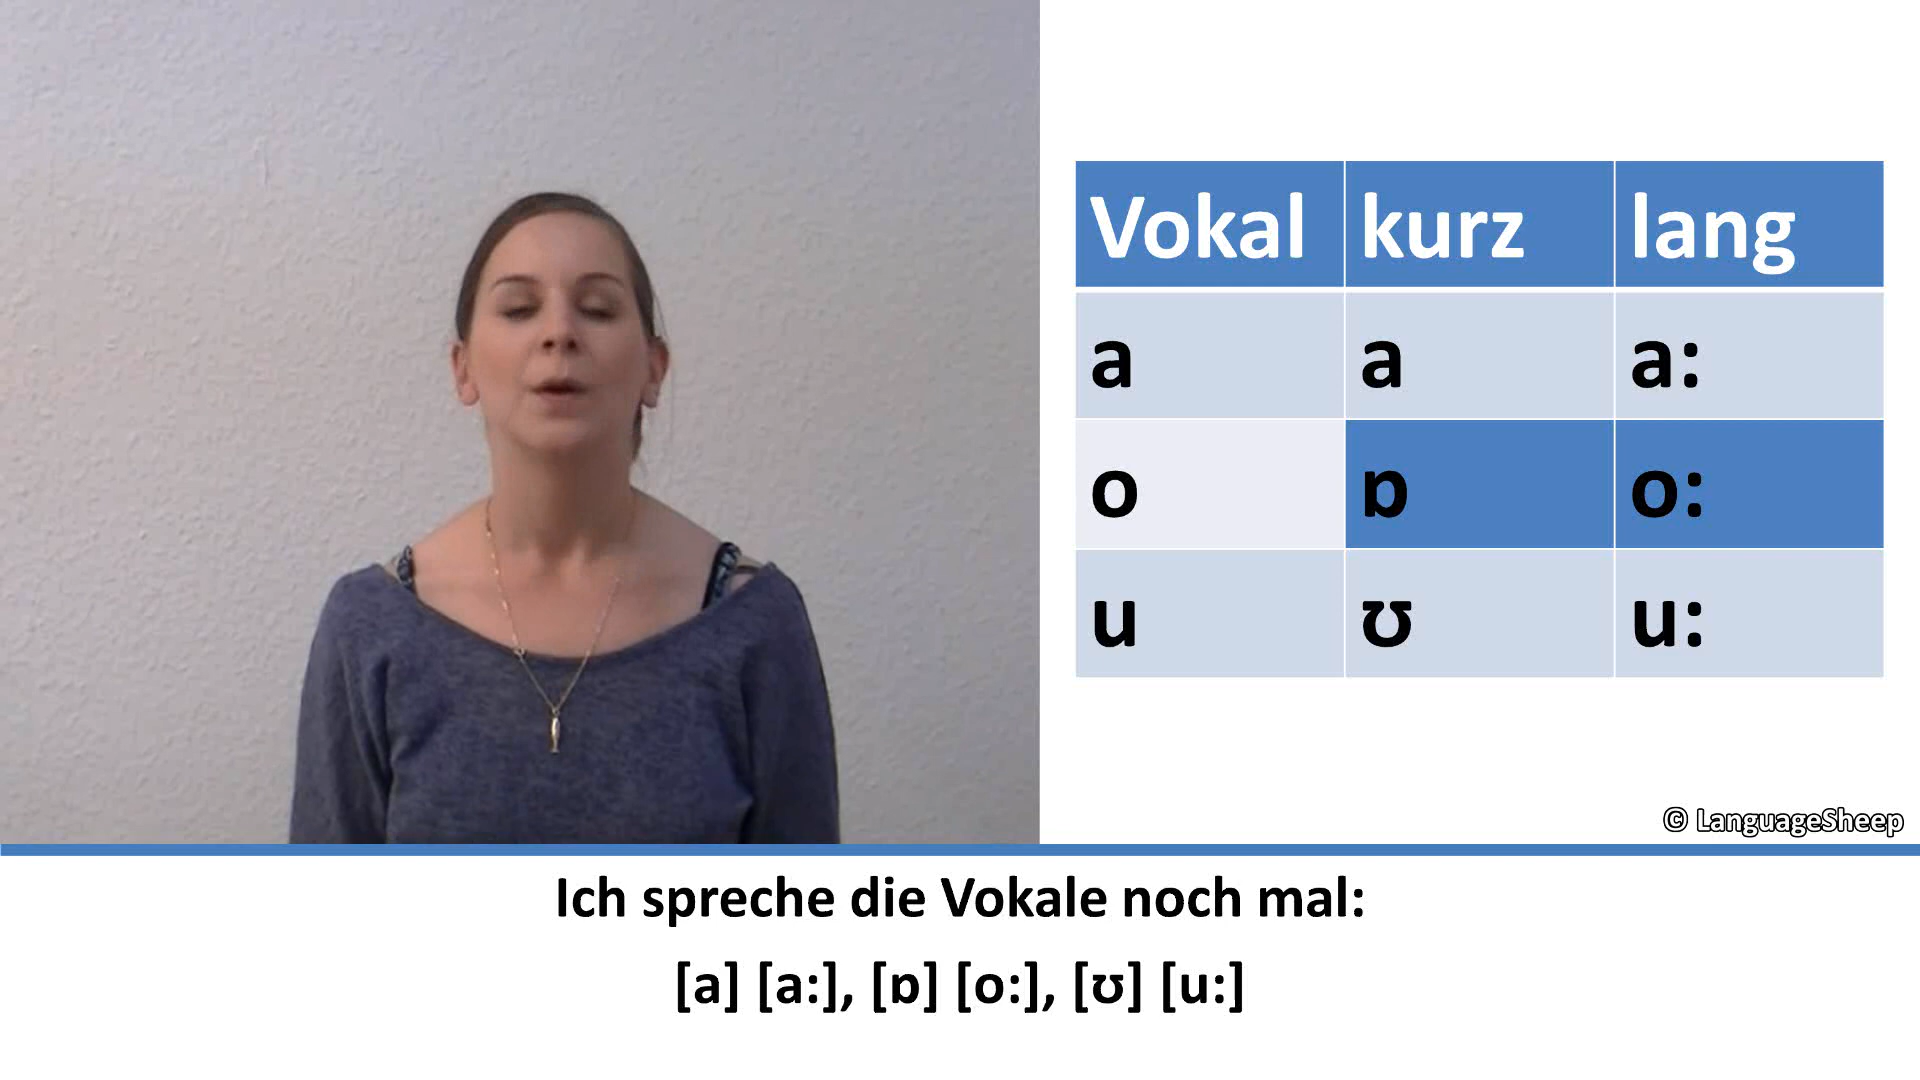 Vokal kurz lang
a a a:
o ɒ o:
u ʊ u:
© LanguageSheep
Ich spreche die Vokale noch mal:
[a] [a:], [ɒ] [o:], [ʊ] [u:]